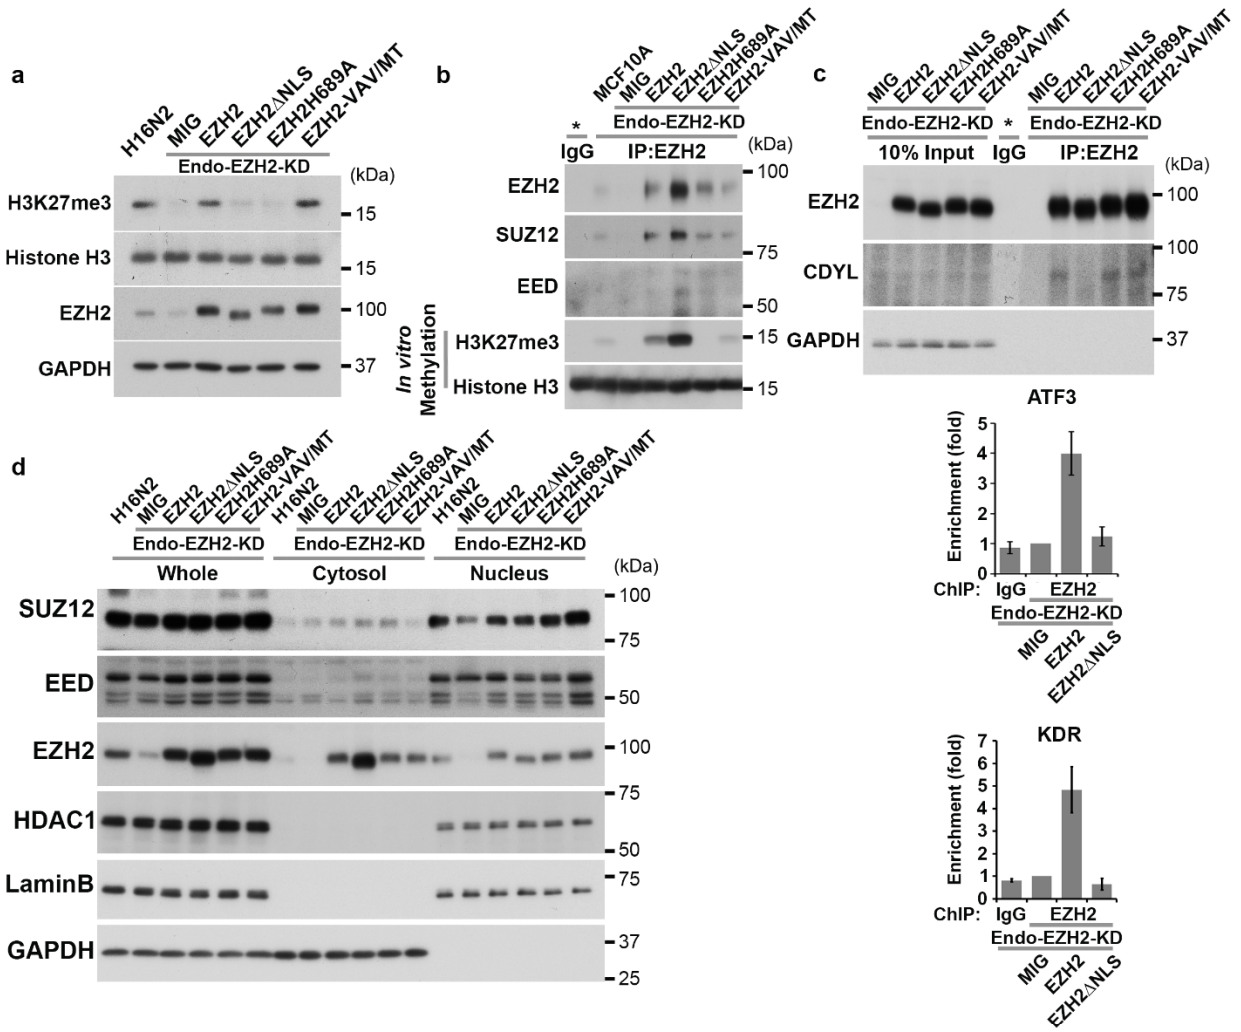 a
H16N2
MIG
EZH2
EZH2ΔNLS
EZH2H689A
EZH2-VAV/MT
Endo-EZH2-KD
(kDa)
H3K27me3
15
Histone H3
15
EZH2
100
GAPDH
37
b
MCF10A
MIG
EZH2
EZH2ΔNLS
EZH2H689A
EZH2-VAV/MT
* Endo-EZH2-KD
IgG IP:EZH2 (kDa)
EZH2
100
SUZ12
75
EED
50
In vitro Methylation
H3K27me3
15
Histone H3
15
c
MIG
EZH2
EZH2ΔNLS
EZH2H689A
EZH2-VAV/MT
MIG
EZH2
EZH2ΔNLS
EZH2H689A
EZH2-VAV/MT
Endo-EZH2-KD * Endo-EZH2-KD
10% Input IgG IP:EZH2 (kDa)
EZH2
100
100
CDYL
75
GAPDH
37
ATF3
Enrichment (fold)
5
4
3
2
1
0
ChIP: IgG EZH2
Endo-EZH2-KD
MIG
EZH2
EZH2ΔNLS
KDR
Enrichment (fold)
7
6
5
4
3
2
1
0
ChIP: IgG EZH2
Endo-EZH2-KD
MIG
EZH2
EZH2ΔNLS
d
H16N2
MIG
EZH2
EZH2ΔNLS
EZH2H689A
EZH2-VAV/MT
H16N2
MIG
EZH2
EZH2ΔNLS
EZH2H689A
EZH2-VAV/MT
H16N2
MIG
EZH2
EZH2ΔNLS
EZH2H689A
EZH2-VAV/MT
Endo-EZH2-KD Endo-EZH2-KD Endo-EZH2-KD
Whole Cytosol Nucleus (kDa)
SUZ12
100
75
EED
50
EZH2
100
75
HDAC1
50
LaminB
75
GAPDH
37
25